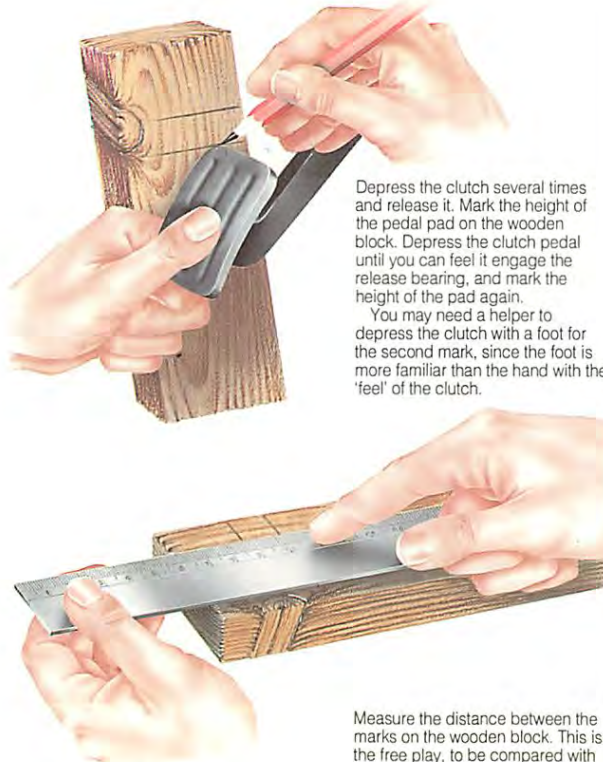 Depress the clutch several times
and release it. Mark the height of
the pedal pad on the wooden
block. Depress the clutch pedal
until you can feel it engage the
release bearing, and mark the
height of the pad again.
You may need a helper to
depress the clutch with a foot for
the second mark, since the foot is
more familiar than the hand with the
'feel' of the clutch.
Measure the distance between the
marks on the wooden block. This is
the free play, to be compared with